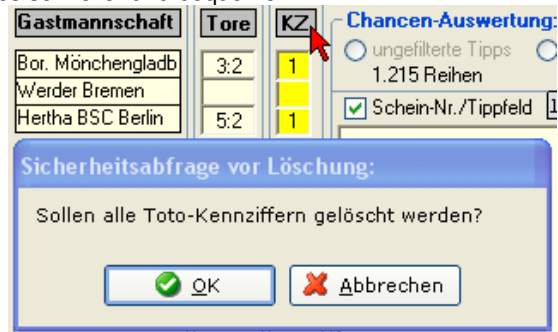 Gastmannschaft Tore KZ Chancen-Auswertung:
ungefilterte Tipps
Bor. Mönchengladb 3:2 1 1.215 Reihen
Werder Bremen
Hertha BSC Berlin 5:2 1 Schein-Nr./Tippfeld
Sicherheitsabfrage vor Löschung:
Sollen alle Toto-Kennziffern gelöscht werden?
OK Abbrechen